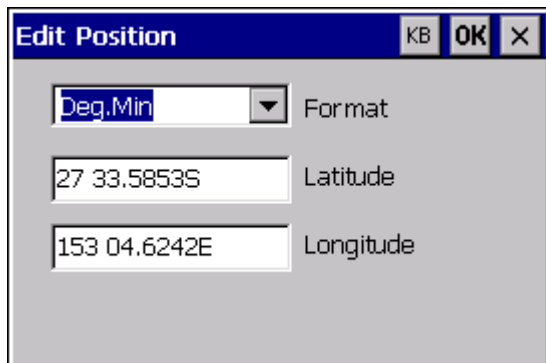 Edit Position KB OK ×
Deg.Min Format
27 33.5853S Latitude
153 04.6242E Longitude